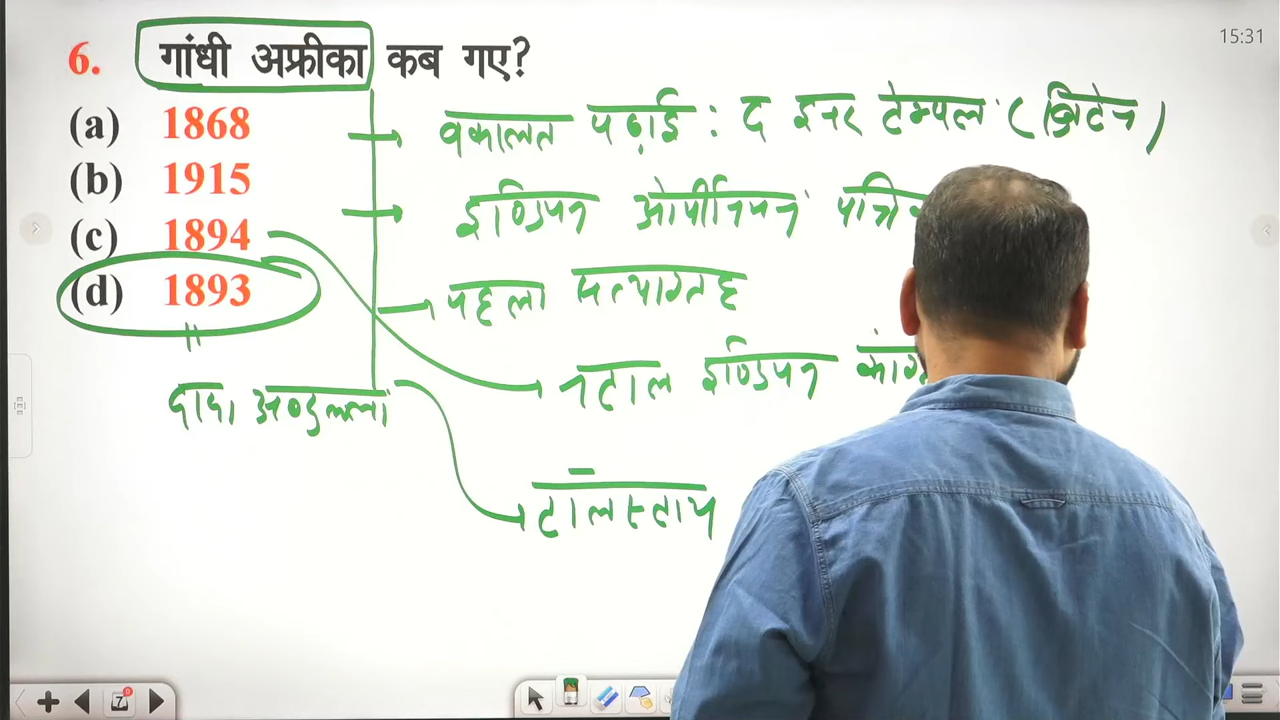 15:31
6. गांधी अफ्रीका कब गए?
(a) 1868
(b) 1915
(c) 1894
(d) 1893
वकालत पढ़ाई : द इनर टेम्पल (ब्रिटेन)
इण्डियन ओपीनियन
पहला सत्याग्रह
नटाल इण्डियन
दादा अब्दुल्ला
टालस्टाय